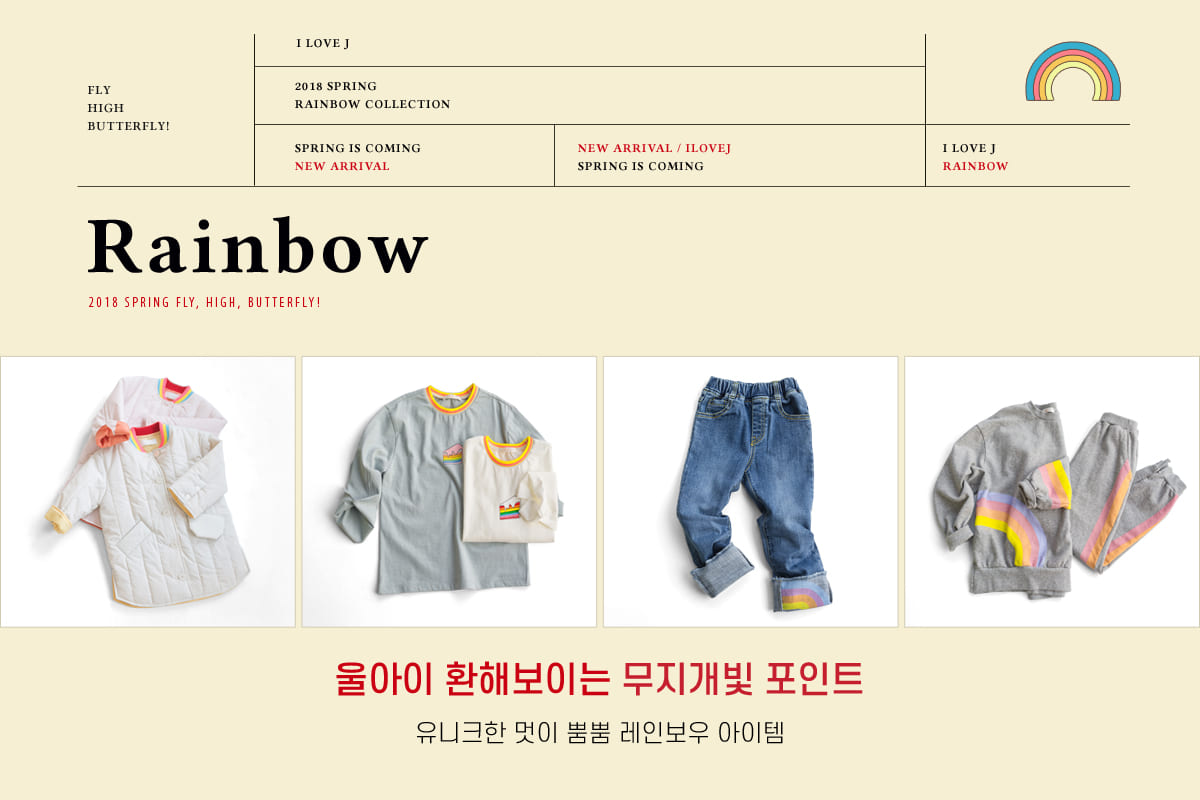 FLY
HIGH
BUTTERFLY!
I LOVE J
2018 SPRING
RAINBOW COLLECTION
SPRING IS COMING
NEW ARRIVAL
NEW ARRIVAL / ILOVEJ
SPRING IS COMING
I LOVE J
RAINBOW
Rainbow
2018 SPRING FLY, HIGH, BUTTERFLY!
울아이 환해보이는 무지개빛 포인트
유니크한 멋이 뿜뿜 레인보우 아이템